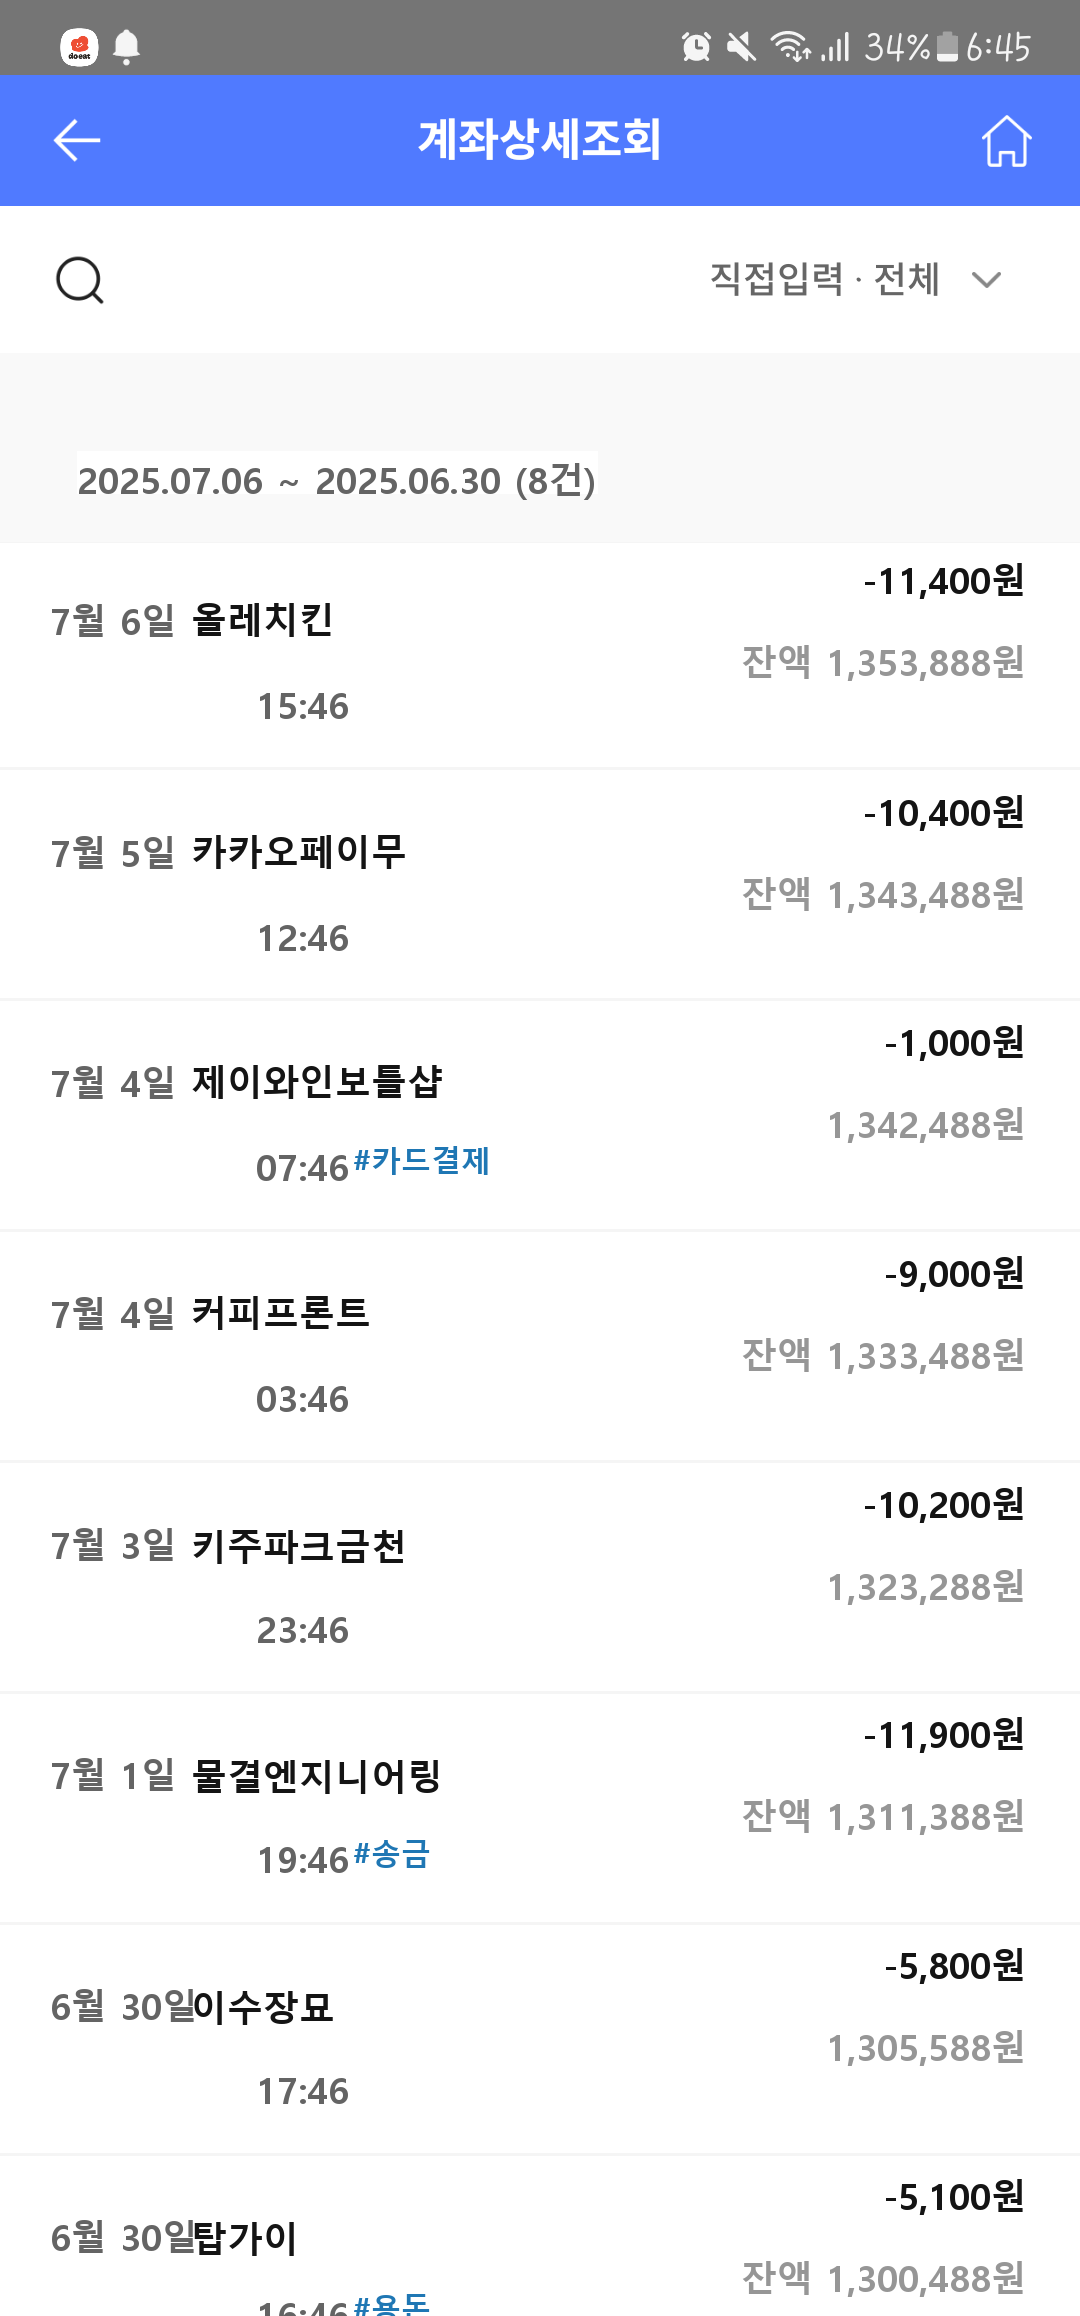 doeat
34% 6:45
계좌상세조회
직접입력 · 전체
2025.07.06 ~ 2025.06.30 (8건)
-11,400원
7월 6일 올레치킨
잔액 1,353,888원
15:46
-10,400원
7월 5일 카카오페이무
잔액 1,343,488원
12:46
-1,000원
7월 4일 제이와인보틀샵
1,342,488원
07:46 #카드결제
-9,000원
7월 4일 커피프론트
잔액 1,333,488원
03:46
-10,200원
7월 3일 키주파크금천
1,323,288원
23:46
-11,900원
7월 1일 물결엔지니어링
잔액 1,311,388원
19:46 #송금
-5,800원
6월 30일 이수장묘
1,305,588원
17:46
-5,100원
6월 30일 탑가이
잔액 1,300,488원
16:46 #용돈